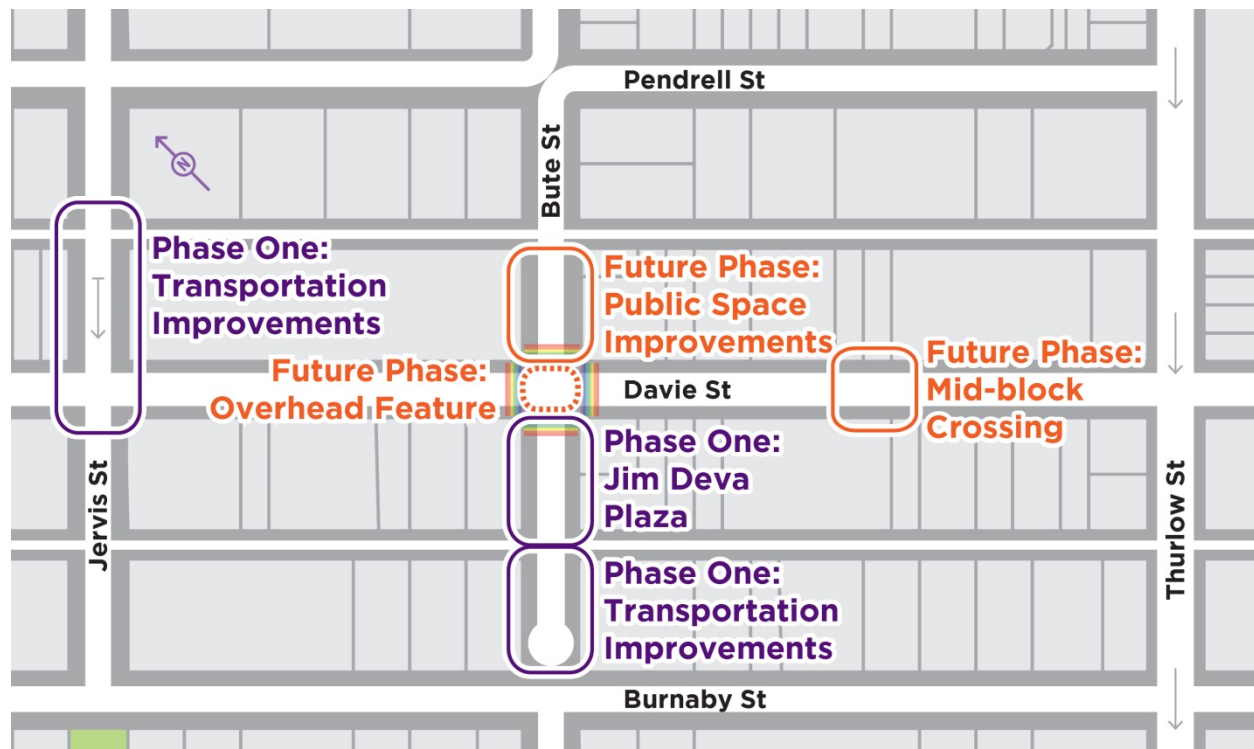 Pendrell St
Bute St
N
Phase One:
Transportation
Improvements
Future Phase:
Public Space
Improvements
Future Phase:
Overhead Feature
Davie St
Future Phase:
Mid-block
Crossing
Phase One:
Jim Deva
Plaza
Jervis St
Thurlow St
Phase One:
Transportation
Improvements
Burnaby St